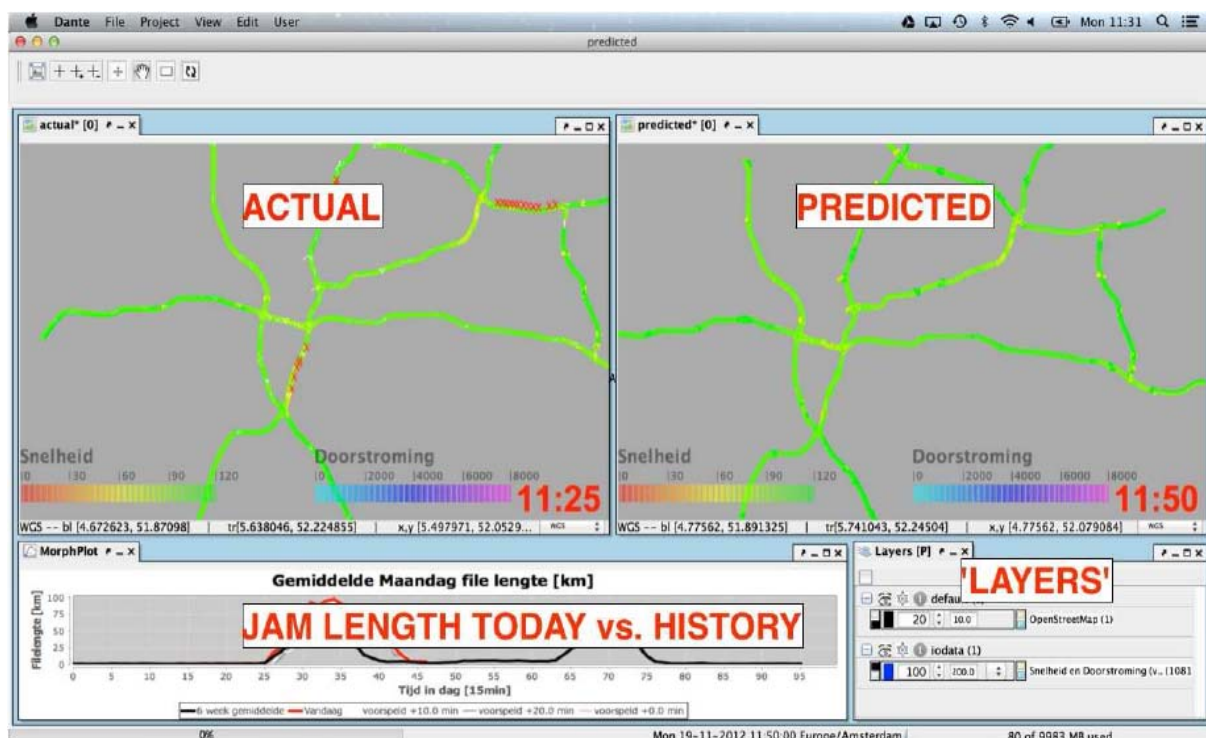 Dante File Project View Edit User Mon 11:31
predicted
actual* [0]
predicted* [0]
ACTUAL
PREDICTED
Snelheid Doorstroming
|0 |30 |60 |90 |120 |0 |2000 |4000 |6000 |8000
11:25
Snelheid Doorstroming
|0 |30 |60 |90 |120 |0 |2000 |4000 |6000 |8000
11:50
WGS -- bl [4.672623, 51.87098] | tr[5.638046, 52.224855] | x,y [5.497971, 52.0529... WGS
WGS -- bl [4.77562, 51.891325] | tr[5.741043, 52.24504] | x,y [4.77562, 52.079084] WGS
MorphPlot
Gemiddelde Maandag file lengte [km]
Filelengte [km]
100
75
50
25
0
JAM LENGTH TODAY vs. HISTORY
0 5 10 15 20 25 30 35 40 45 50 55 60 65 70 75 80 85 90 95
Tijd in dag [15min]
6 week gemiddelde Vandaag voorspeld +10.0 min voorspeld +20.0 min voorspeld +0.0 min
Layers [P]
'LAYERS'
20 10.0 OpenStreetMap (1)
iodata (1)
100 200.0 Snelheid en Doorstroming (v.. (1081
0% Mon 19-11-2012 11:50:00 Europe/Amsterdam 80 of 9983 MB used